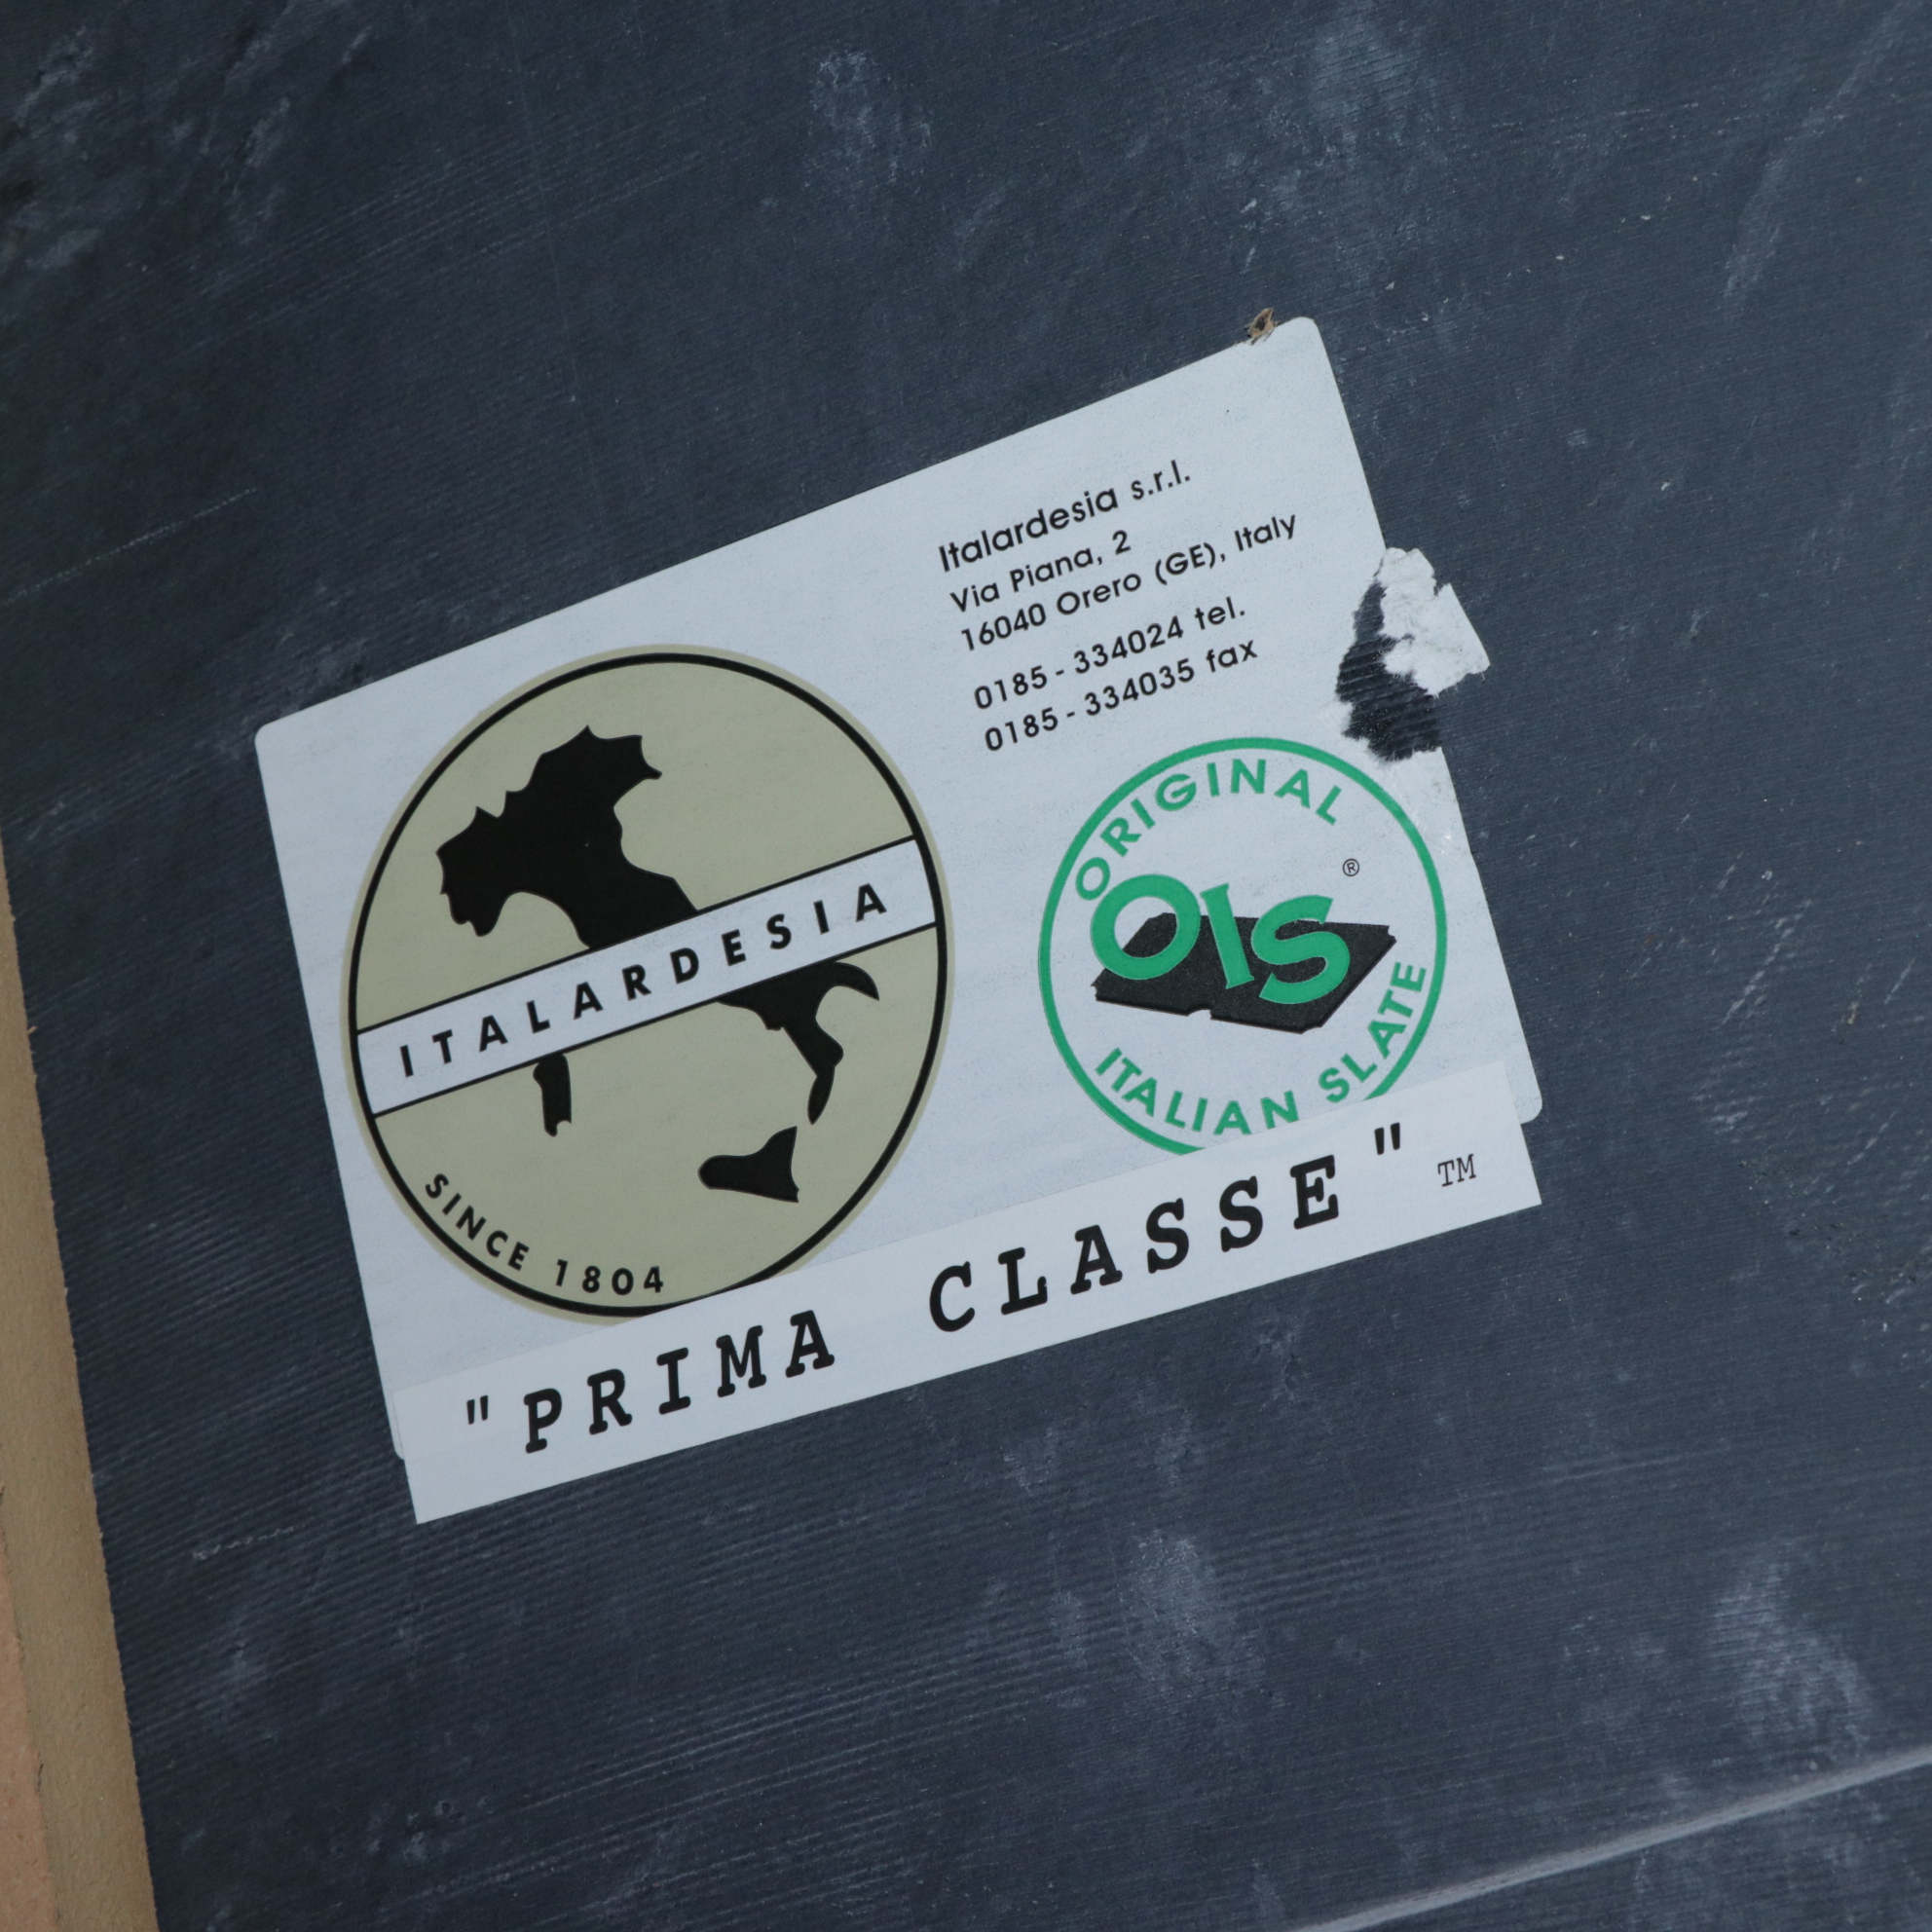 Italardesia s.r.l.
Via Piana, 2
16040 Orero (GE), Italy
0185 - 334024 tel.
0185 - 334035 fax
ITALARDESIA
SINCE 1804
ORIGINAL
OIS ®
ITALIAN SLATE
"PRIMA CLASSE" TM